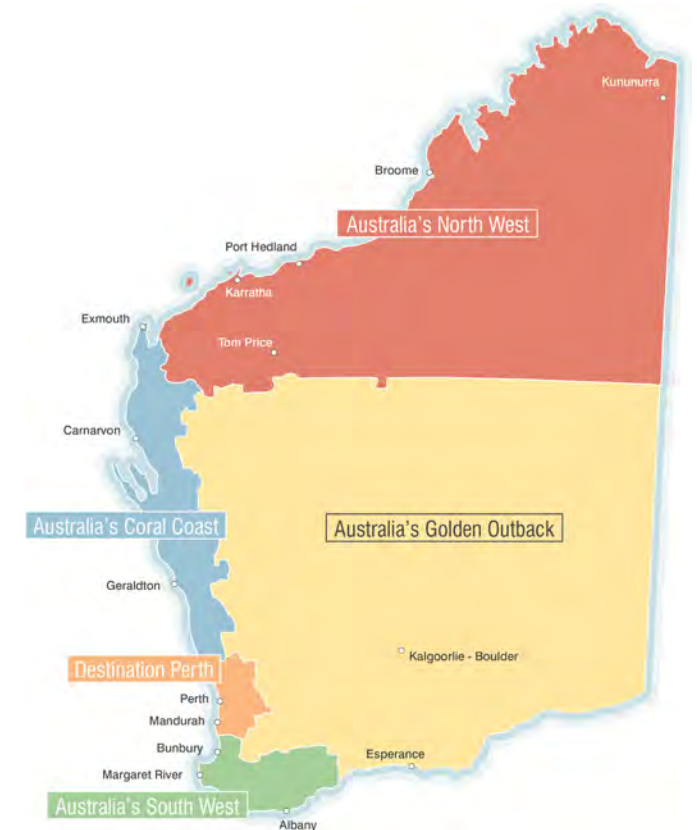 Kununurra
Broome
Australia's North West
Port Hedland
Karratha
Exmouth
Tom Price
Carnarvon
Australia's Coral Coast
Australia's Golden Outback
Geraldton
Kalgoorlie - Boulder
Destination Perth
Perth
Mandurah
Bunbury
Esperance
Margaret River
Australia's South West
Albany